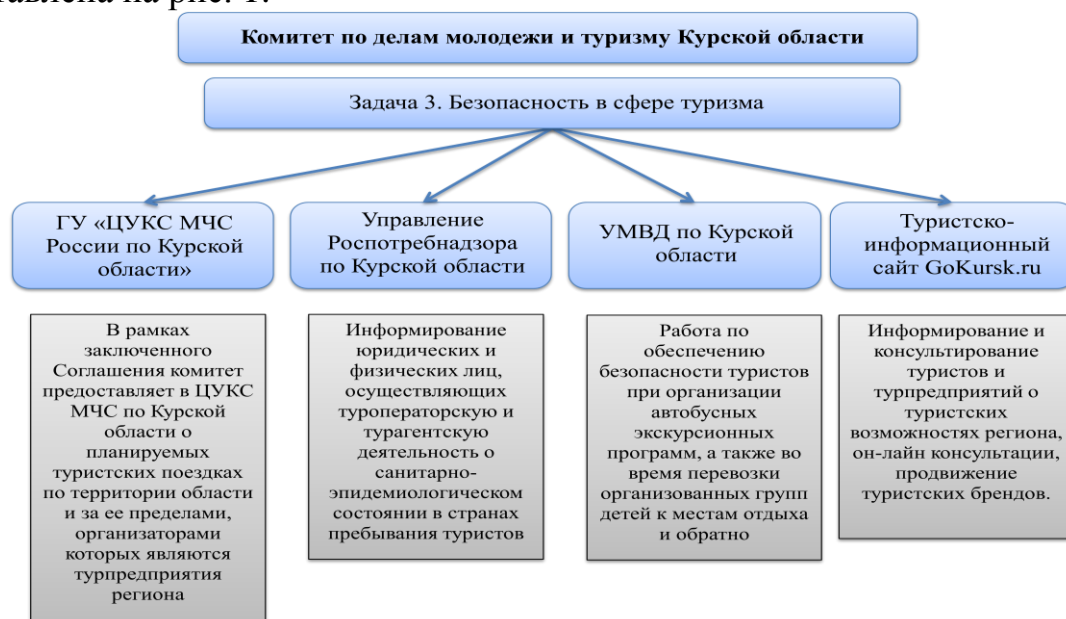 тавлена на рис. 1.
Комитет по делам молодежи и туризму Курской области
Задача 3. Безопасность в сфере туризма
ГУ «ЦУКС МЧС
России по Курской
области»
Управление
Роспотребнадзора
по Курской области
УМВД по Курской
области
Туристско-
информационный
сайт GoKursk.ru
В рамках
заключенного
Соглашения комитет
предоставляет в ЦУКС
МЧС по Курской
области о
планируемых
туристских поездках
по территории области
и за ее пределами,
организаторами
которых являются
турпредприятия
региона
Информирование
юридических и
физических лиц,
осуществляющих
туроператорскую и
турагентскую
деятельность о
санитарно-
эпидемиологическом
состоянии в странах
пребывания туристов
Работа по
обеспечению
безопасности туристов
при организации
автобусных
экскурсионных
программ, а также во
время перевозки
организованных групп
детей к местам отдыха
и обратно
Информирование и
консультирование
туристов и
турпредприятий о
туристских
возможностях региона,
он-лайн консультации,
продвижение
туристских брендов.